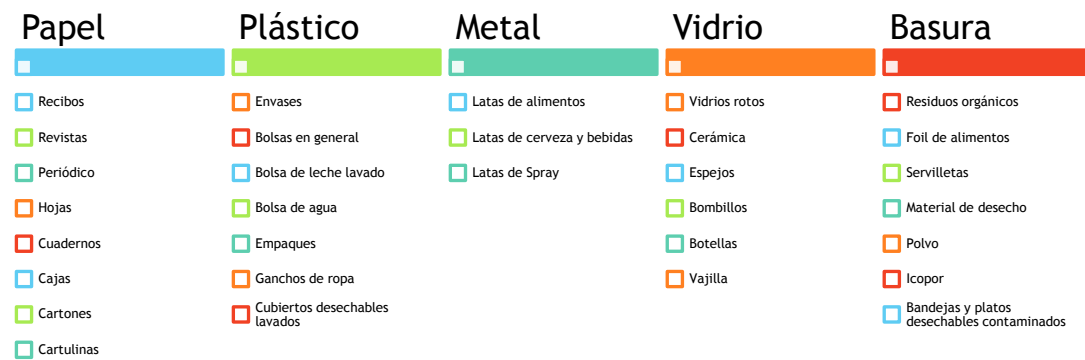 Papel
Recibos
Revistas
Periódico
Hojas
Cuadernos
Cajas
Cartones
Cartulinas
Plástico
Envases
Bolsas en general
Bolsa de leche lavado
Bolsa de agua
Empaques
Ganchos de ropa
Cubiertos desechables
lavados
Metal
Latas de alimentos
Latas de cerveza y bebidas
Latas de Spray
Vidrio
Vidrios rotos
Cerámica
Espejos
Bombillos
Botellas
Vajilla
Basura
Residuos orgánicos
Foil de alimentos
Servilletas
Material de desecho
Polvo
Icopor
Bandejas y platos
desechables contaminados